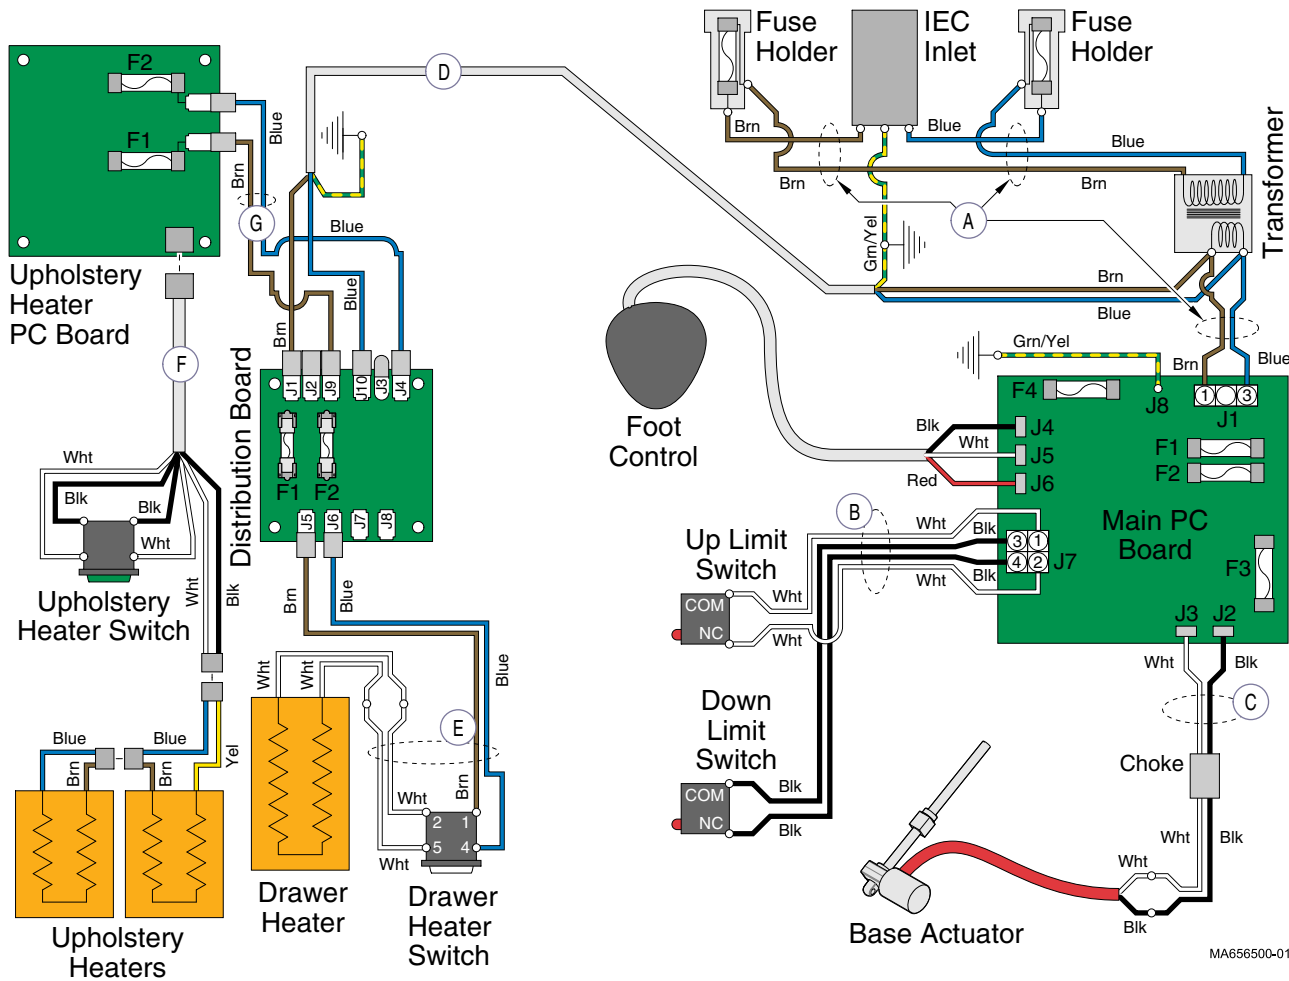 Fuse
Holder
IEC
Inlet
Fuse
Holder
F2
F1
Blue
Brn
G
D
Brn
Blue
Brn
Blue
Brn
A
Grn/Yel
Transformer
Brn
Blue
Upholstery
Heater
PC Board
Blue
Brn
Blue
F
Distribution Board
J1
J2
J9
J10
J3
J4
F1
F2
J5
J6
J7
J8
Foot
Control
Grn/Yel
Brn
Blue
F4
J8
1
3
J1
Blk
Wht
Red
J4
J5
J6
F1
F2
Main PC
Board
F3
B
Wht
Blk
Blk
Wht
3
1
4
2
J7
J3
J2
Wht
Blk
Blk
Wht
Wht
Blk
Upholstery
Heater Switch
Brn
Blue
Up Limit
Switch
COM
NC
Wht
Wht
Wht
Blk
C
Wht
Wht
Blue
E
Down
Limit
Switch
COM
NC
Blk
Blk
Choke
Blue
Blue
Yel
Brn
Brn
Wht
Brn
2
1
5
4
Wht
Wht
Blk
Wht
Blk
Drawer
Heater
Drawer
Heater
Switch
Base Actuator
Upholstery
Heaters
MA656500-01